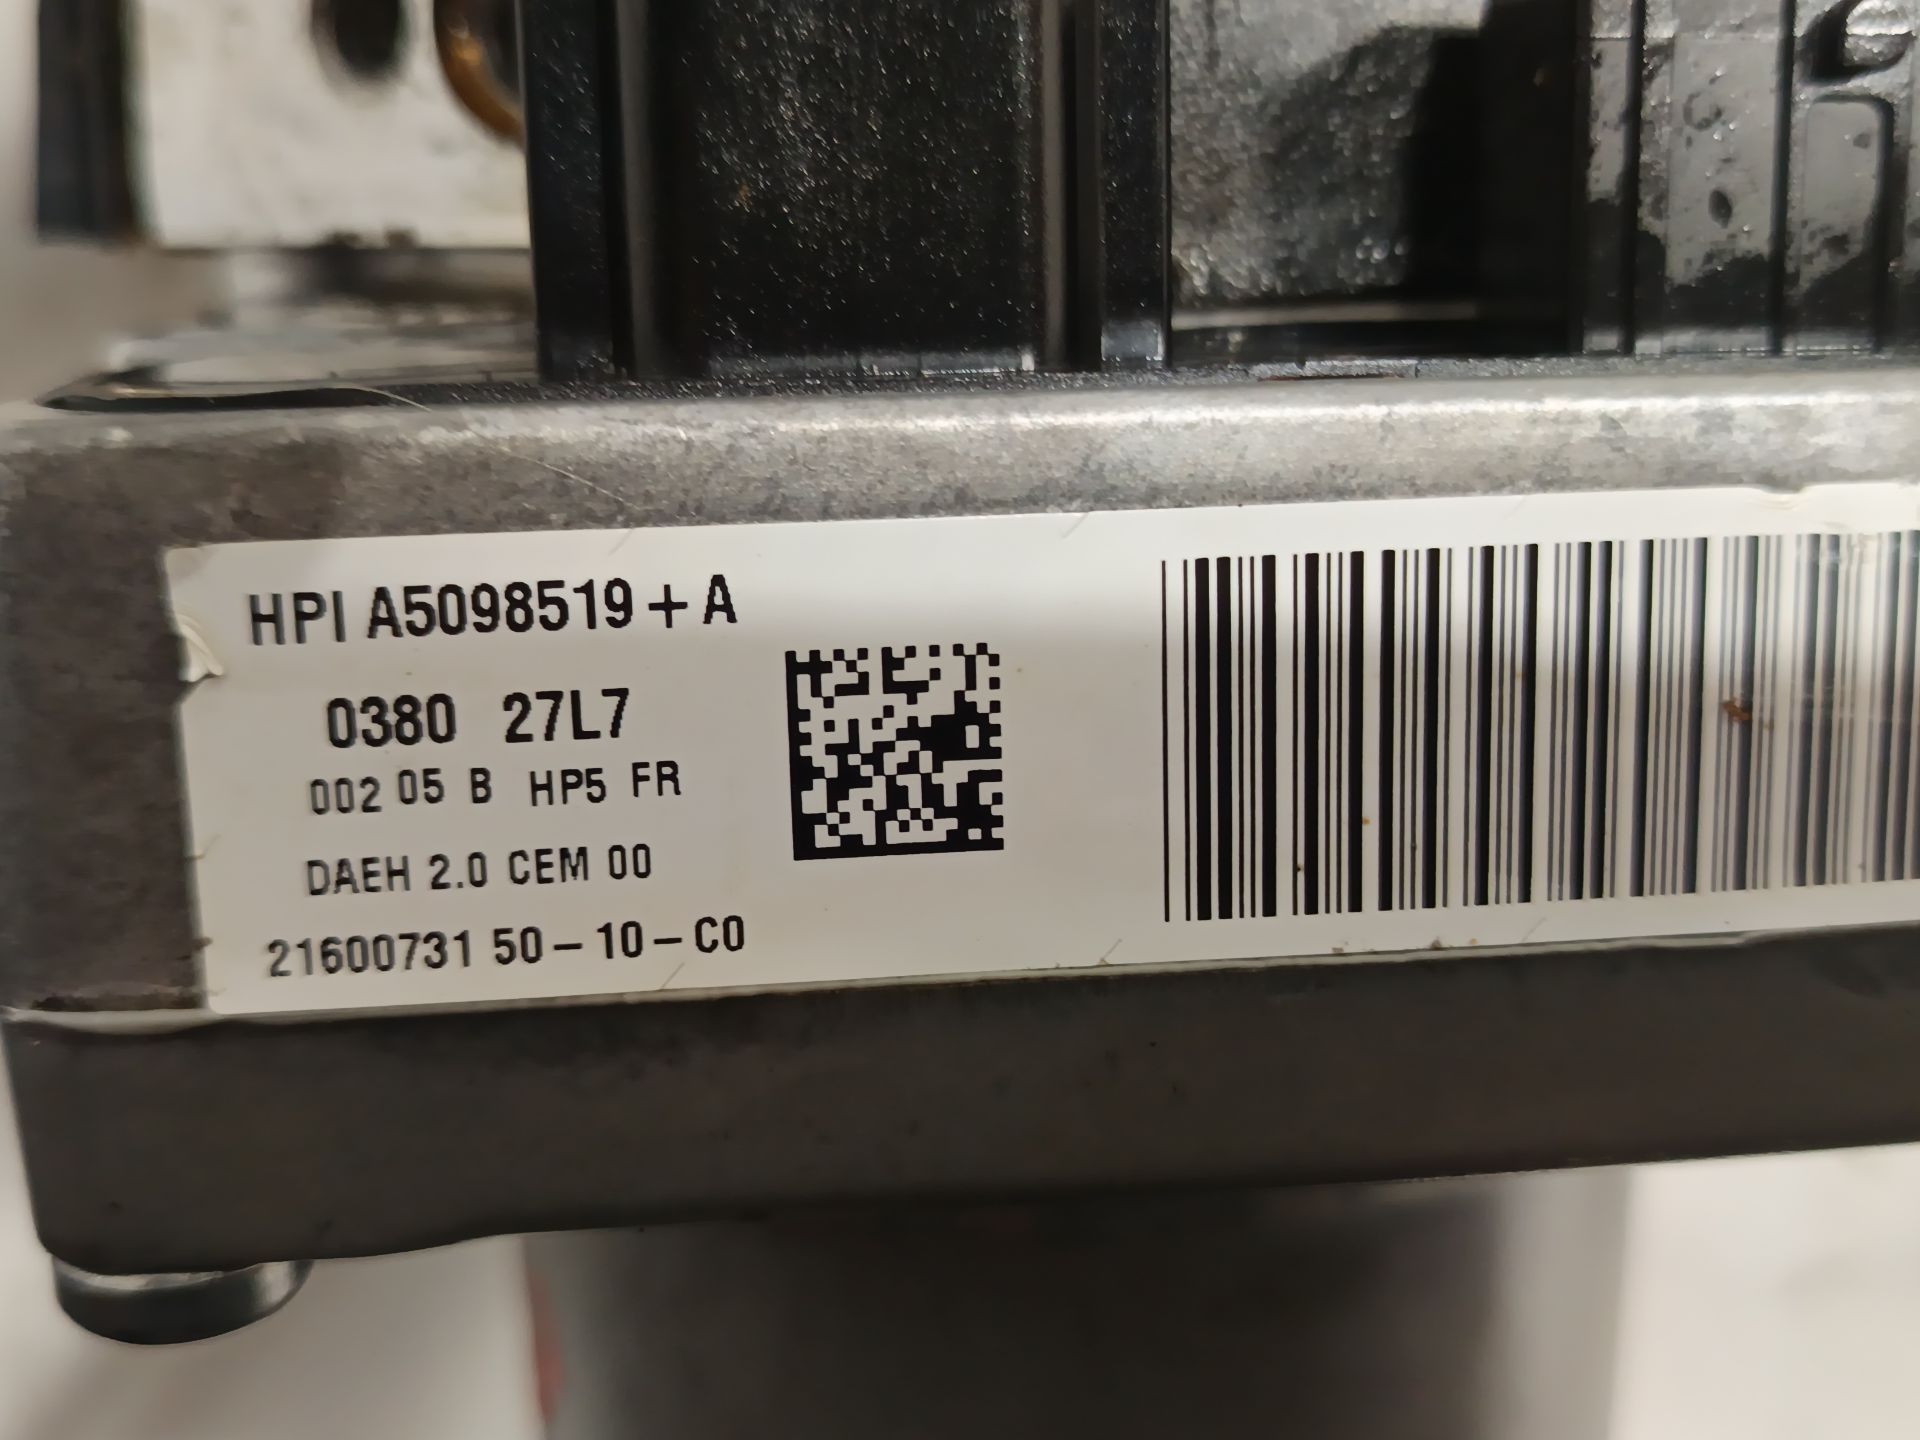 HPI A5098519+A
0380 27L7
002 05 B HP5 FR
DAEH 2.0 CEM 00
21600731 50-10-C0